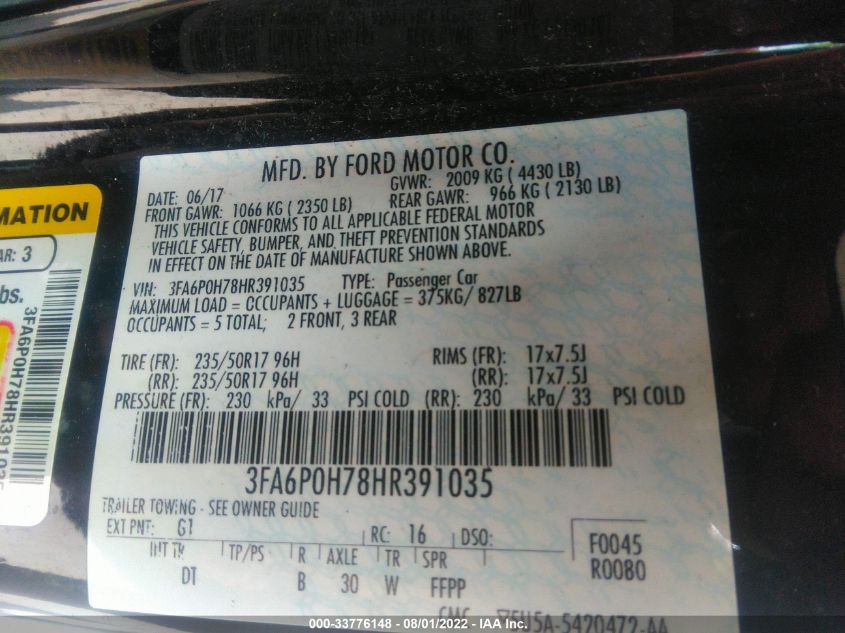 MFD. BY FORD MOTOR CO.
DATE: 06/17 GVWR: 2009 KG ( 4430 LB)
FRONT GAWR: 1066 KG ( 2350 LB) REAR GAWR: 966 KG ( 2130 LB)
THIS VEHICLE CONFORMS TO ALL APPLICABLE FEDERAL MOTOR
VEHICLE SAFETY, BUMPER, AND THEFT PREVENTION STANDARDS
IN EFFECT ON THE DATE OF MANUFACTURE SHOWN ABOVE.
VIN: 3FA6P0H78HR391035 TYPE: Passenger Car
MAXIMUM LOAD = OCCUPANTS + LUGGAGE = 375KG/ 827LB
OCCUPANTS = 5 TOTAL; 2 FRONT, 3 REAR
TIRE (FR): 235/50R17 96H RIMS (FR): 17x7.5J
(RR): 235/50R17 96H (RR): 17x7.5J
PRESSURE (FR): 230 kPa/ 33 PSI COLD (RR): 230 kPa/ 33 PSI COLD
3FA6P0H78HR391035
TRAILER TOWING - SEE OWNER GUIDE
EXT PNT: G1 RC: 16 DSO:
F0045
INT TR TP/PS R AXLE TR SPR
R0080
DT B 30 W FFPP
5U5A-5420472-AA
MATION
AR: 3
bs.
3FA6P0H78HR39103
000-33776148 - 08/01/2022 - IAA Inc.